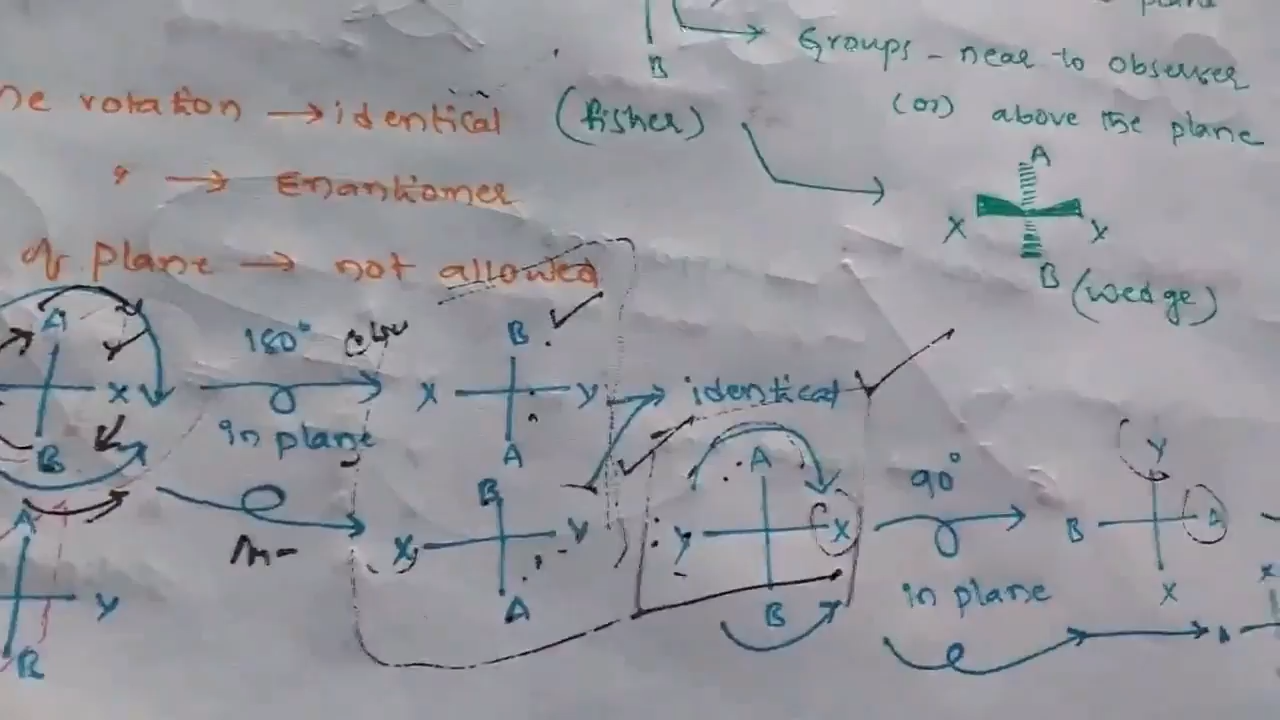 B
Groups - near to observer
(or) above the plane
ne rotation → identical (fisher)
" → Enantiomer
of plane → not allowed
A
X Y
B (wedge)
A
X
B
180°
in plane
B
X Y
A
identical
B
X Y
A
A
Y X
B
90°
in plane
Y
B A
X
A
Y
B
X